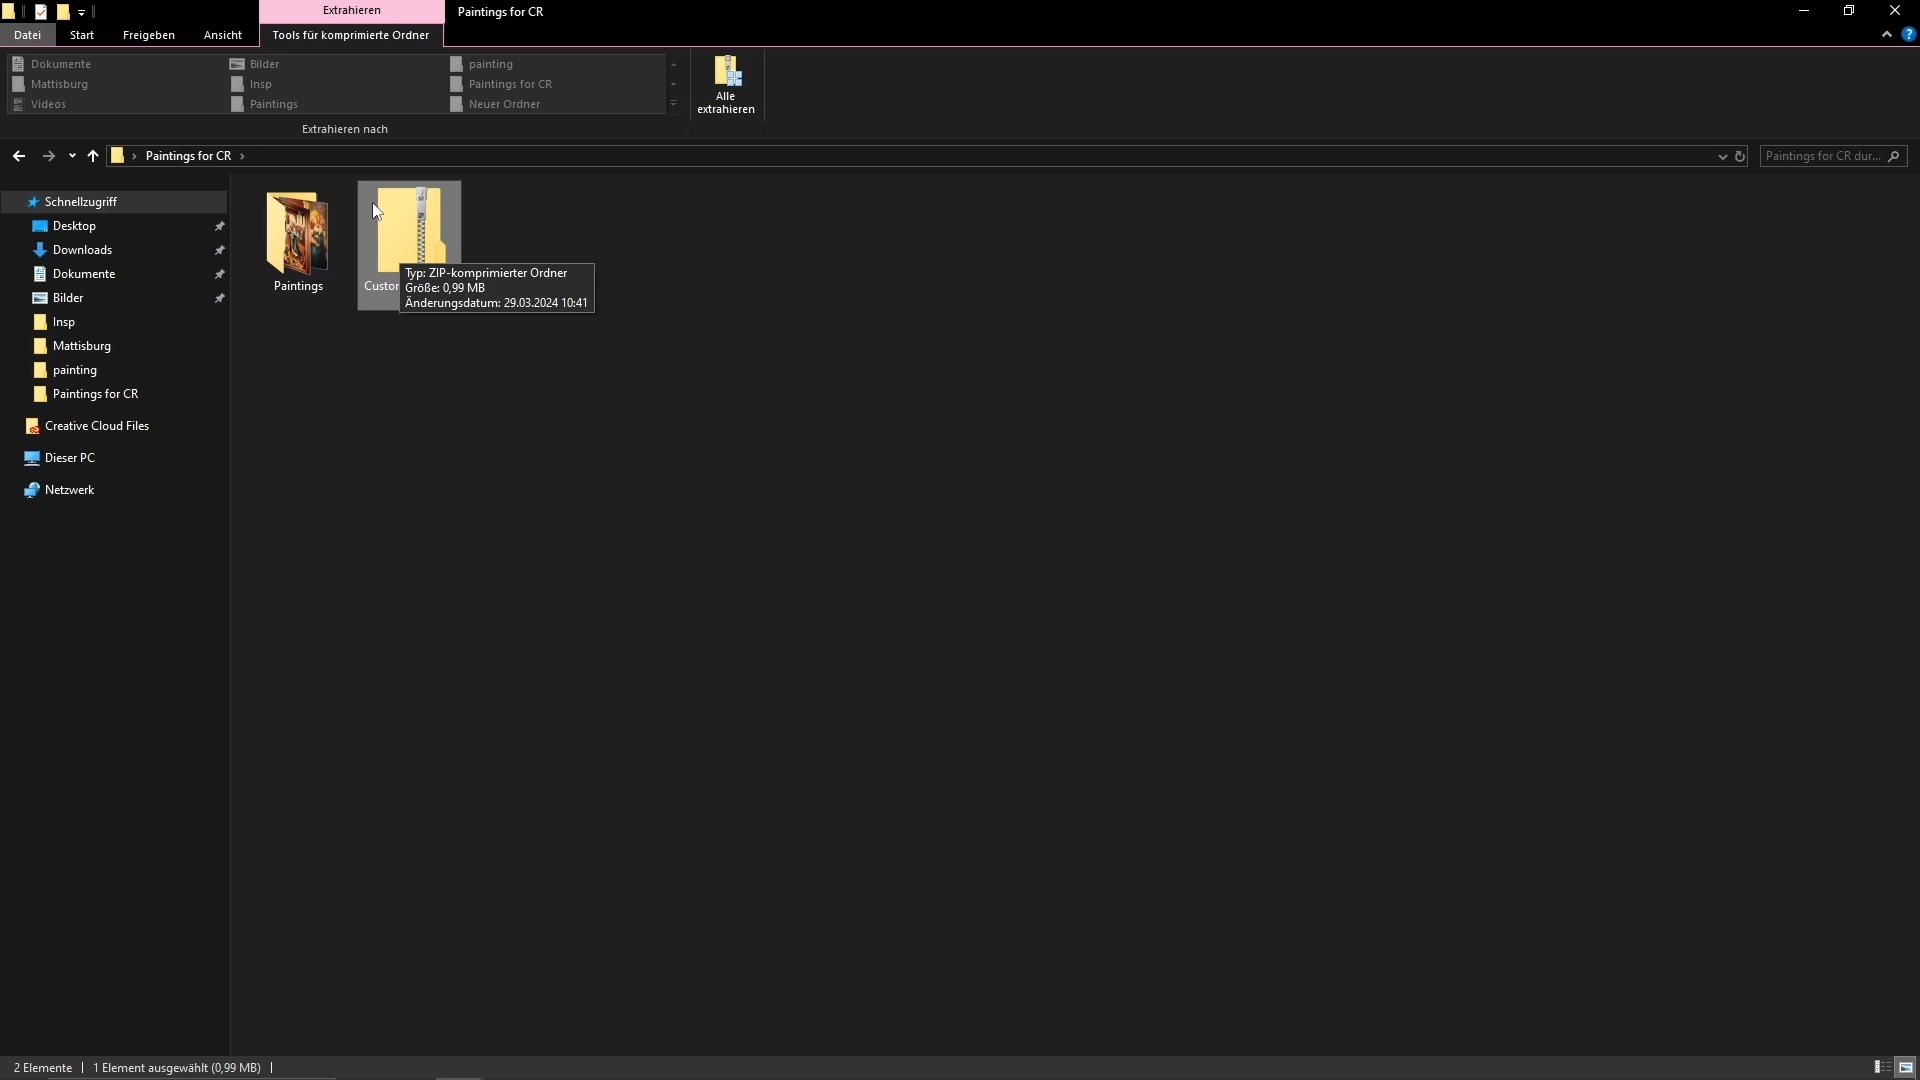 Extrahieren
Paintings for CR
Datei
Start
Freigeben
Ansicht
Tools für komprimierte Ordner
Dokumente
Bilder
painting
Mattisburg
Insp
Paintings for CR
Videos
Paintings
Neuer Ordner
Alle
extrahieren
Extrahieren nach
Paintings for CR
Paintings for CR dur...
Schnellzugriff
Desktop
Downloads
Dokumente
Bilder
Insp
Mattisburg
painting
Paintings for CR
Creative Cloud Files
Dieser PC
Netzwerk
Paintings
Custo
Typ: ZIP-komprimierter Ordner
Größe: 0,99 MB
Änderungsdatum: 29.03.2024 10:41
2 Elemente
1 Element ausgewählt (0,99 MB)